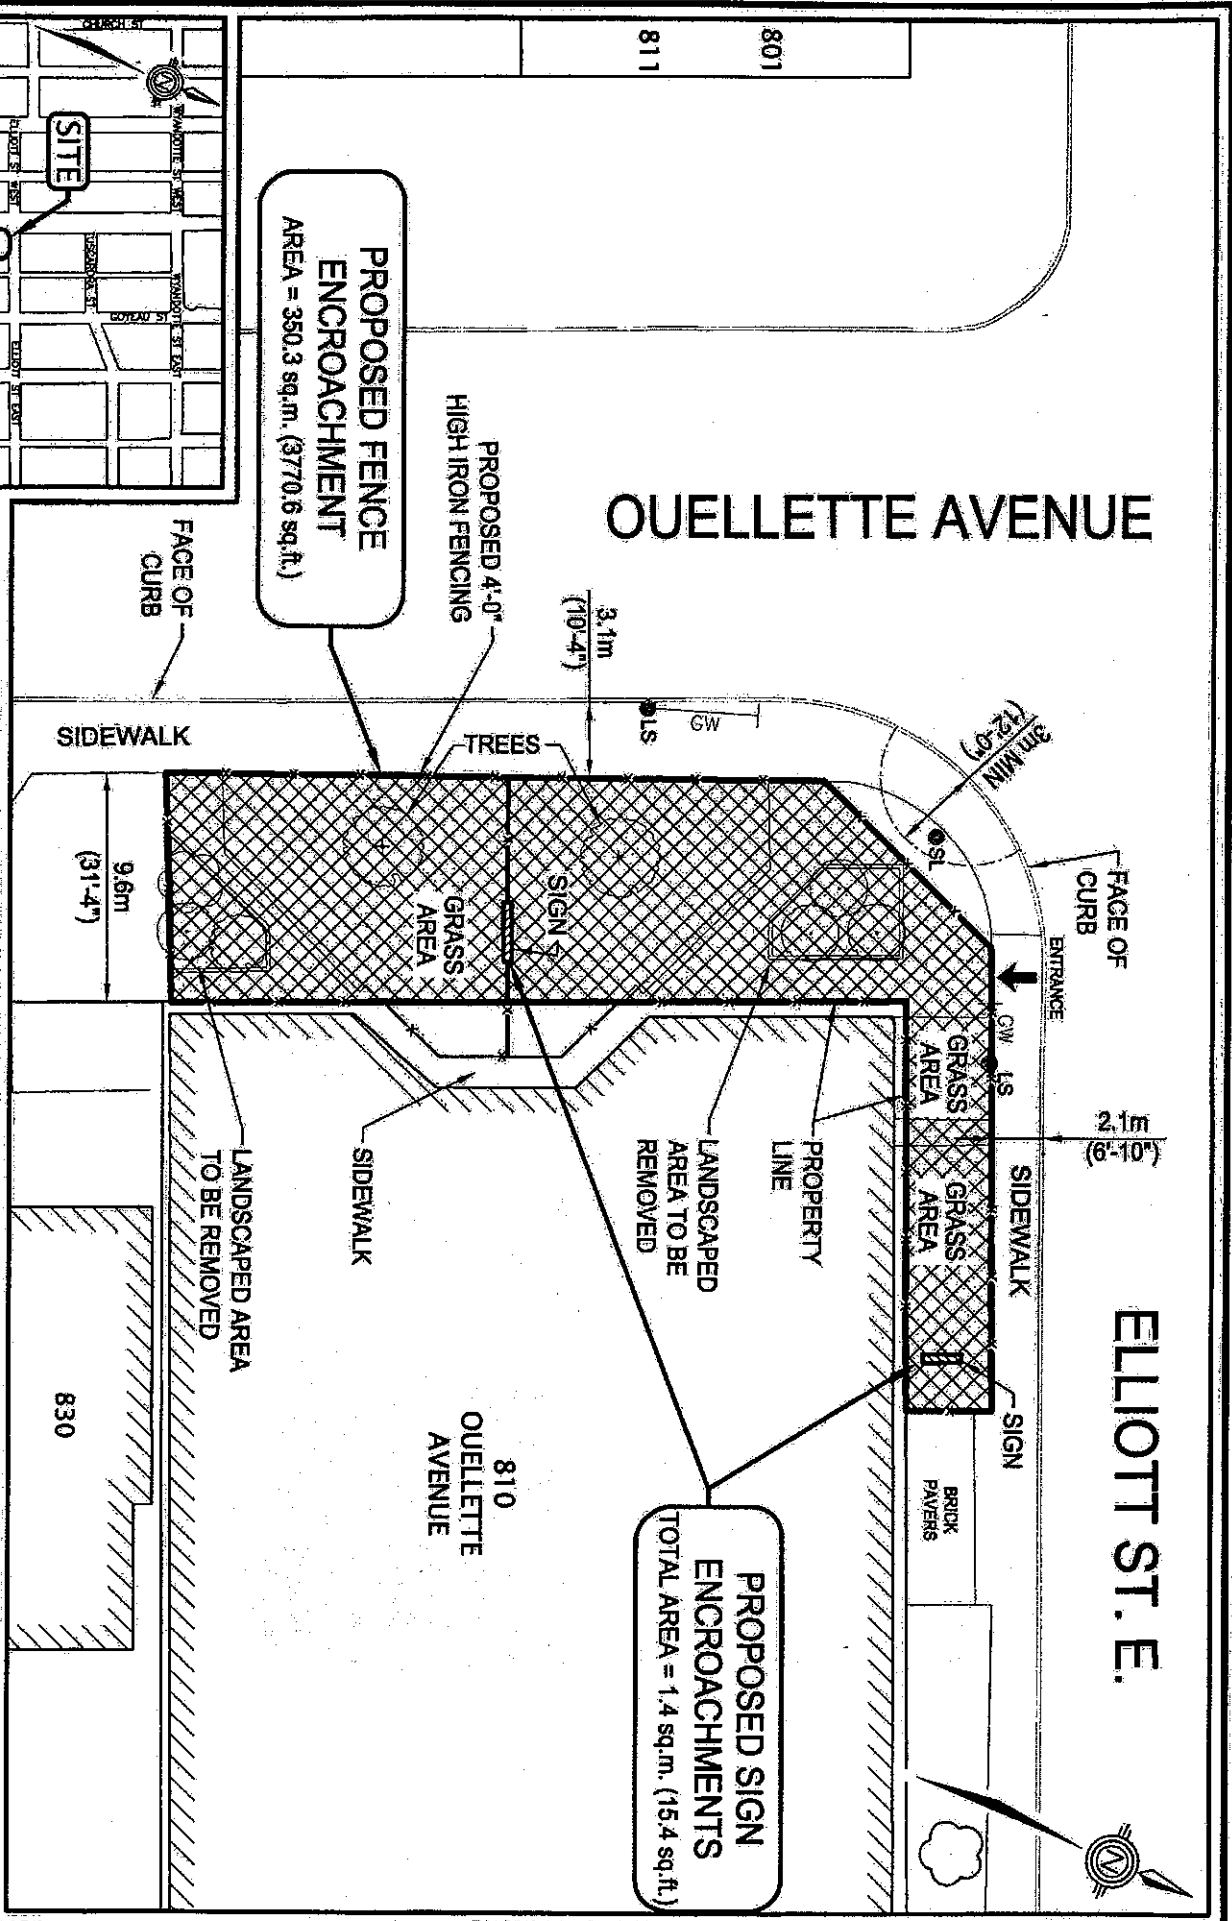 OUELLETTE AVENUE
ELLIOTT ST. E.
801
811
CHURCH ST
WYANDOTTE ST WEST
ELLIOTT ST WEST
TUSCARORA ST
WYANDOTTE ST EAST
GOYEAU ST
ELLIOTT ST EAST
N
SITE
PROPOSED FENCE
ENCROACHMENT
AREA = 350.3 sq.m. (3770.6 sq.ft.)
PROPOSED 4'-0"
HIGH IRON FENCING
FACE OF
CURB
3.1m
(10'-4")
LS
GW
SIDEWALK
TREES
3m MIN
(12'-0")
SL
FACE OF
CURB
ENTRANCE
GW
LS
2.1m
(6'-10")
SIDEWALK
9.6m
(31'-4")
GRASS
AREA
SIGN
GRASS
AREA
GRASS
AREA
SIGN
PROPERTY
LINE
LANDSCAPED
AREA TO BE
REMOVED
SIDEWALK
LANDSCAPED AREA
TO BE REMOVED
BRICK
PAVERS
810
OUELLETTE
AVENUE
830
PROPOSED SIGN
ENCROACHMENTS
TOTAL AREA = 1.4 sq.m. (15.4 sq.ft.)
N